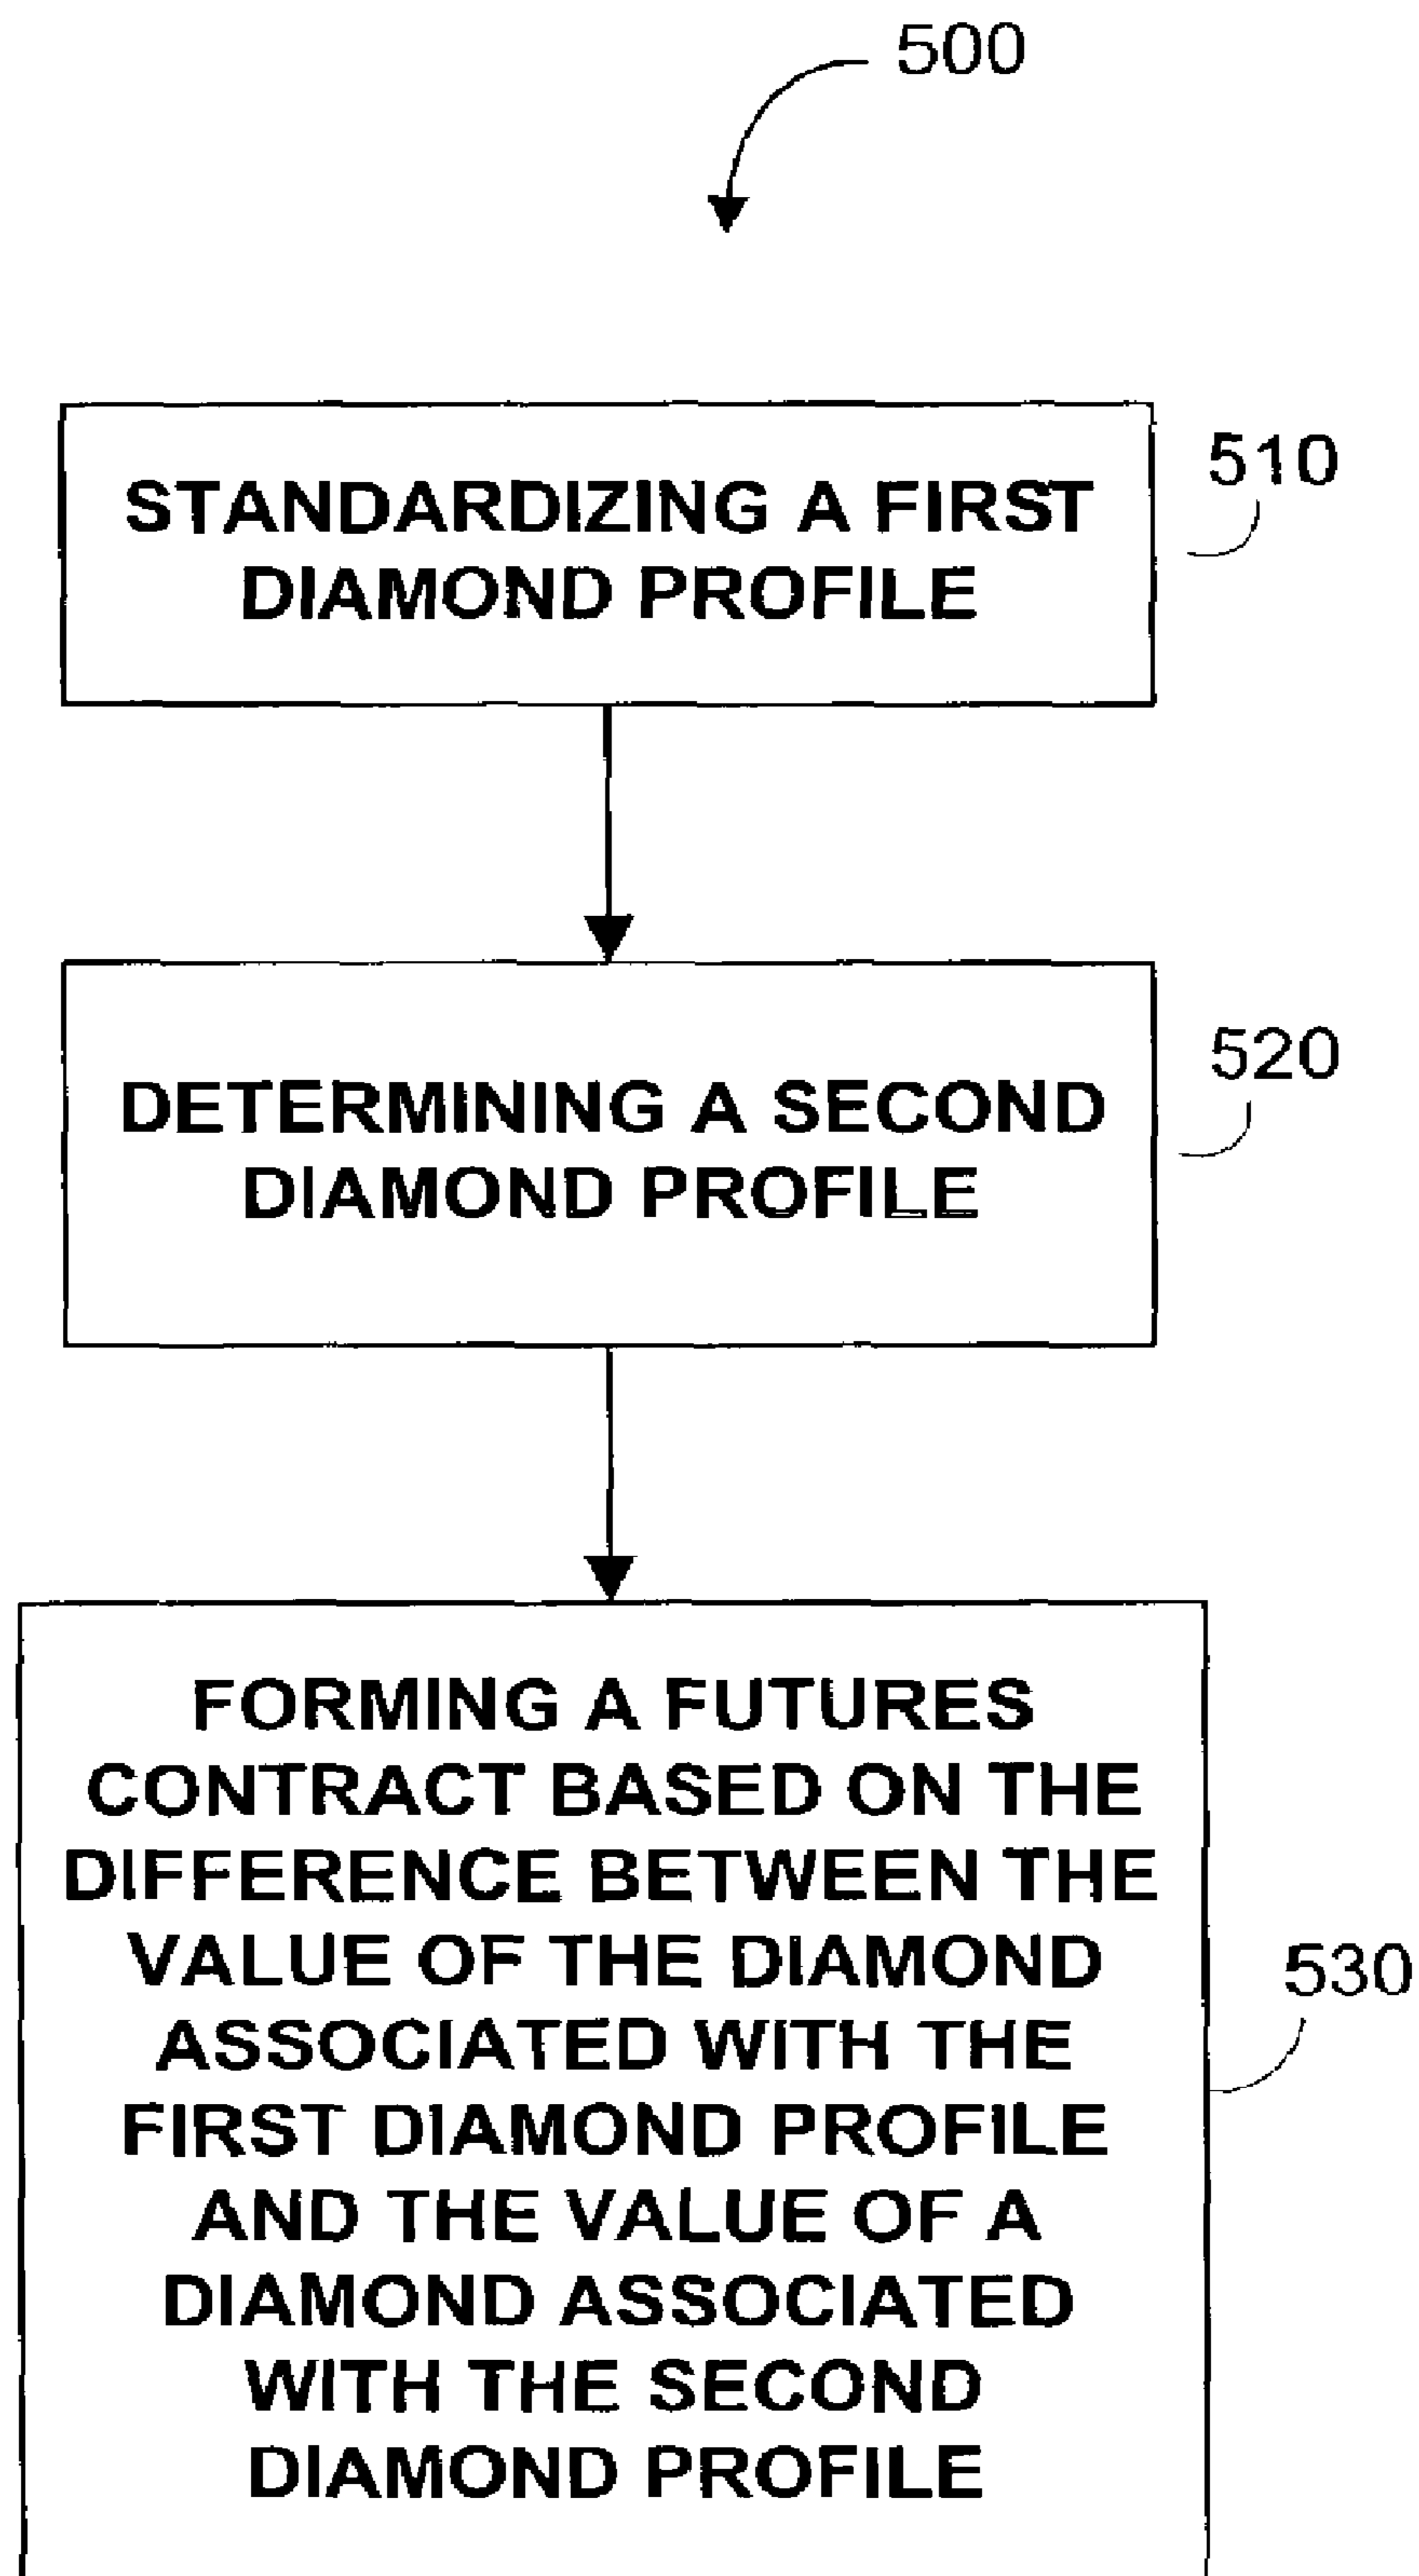 500
STANDARDIZING A FIRST
DIAMOND PROFILE
510
DETERMINING A SECOND
DIAMOND PROFILE
520
FORMING A FUTURES
CONTRACT BASED ON THE
DIFFERENCE BETWEEN THE
VALUE OF THE DIAMOND
ASSOCIATED WITH THE
FIRST DIAMOND PROFILE
AND THE VALUE OF A
DIAMOND ASSOCIATED
WITH THE SECOND
DIAMOND PROFILE
530